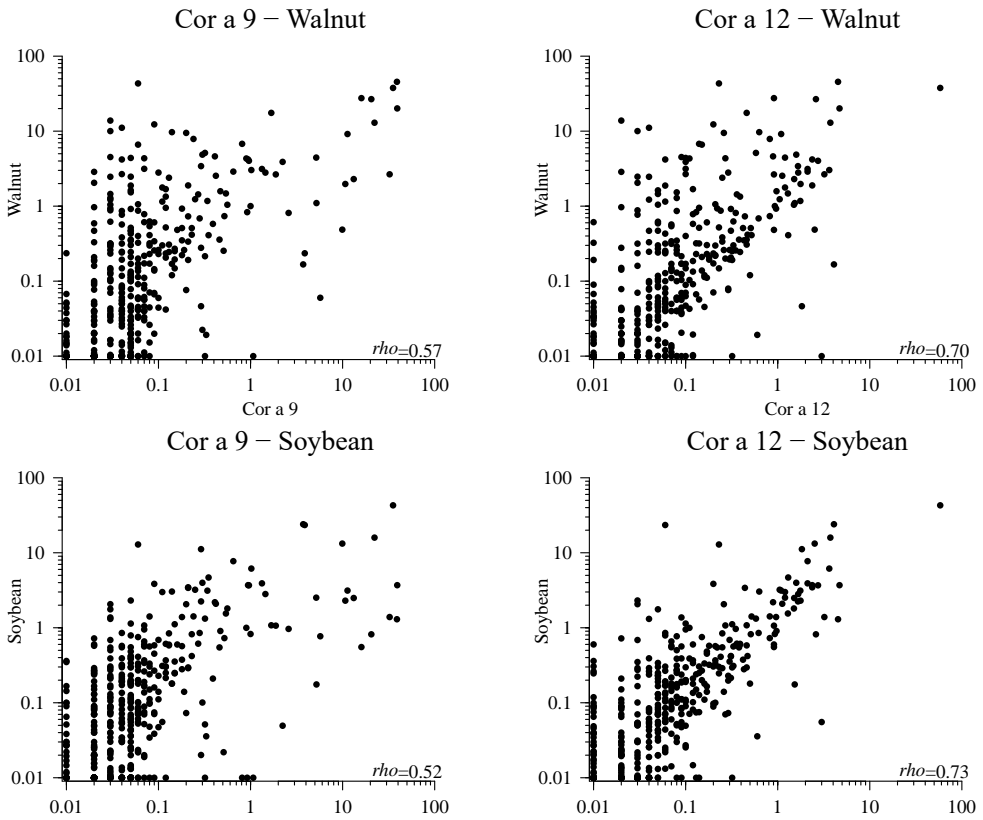 Cor a 9 − Walnut
100
10
1
0.1
0.01
Walnut
rho=0.57
0.01 0.1 1 10 100
Cor a 9
Cor a 12 − Walnut
100
10
1
0.1
0.01
Walnut
rho=0.70
0.01 0.1 1 10 100
Cor a 12
Cor a 9 − Soybean
100
10
1
0.1
0.01
Soybean
rho=0.52
0.01 0.1 1 10 100
Cor a 12 − Soybean
100
10
1
0.1
0.01
Soybean
rho=0.73
0.01 0.1 1 10 100